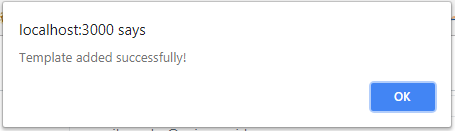 localhost:3000 says
Template added successfully!
OK